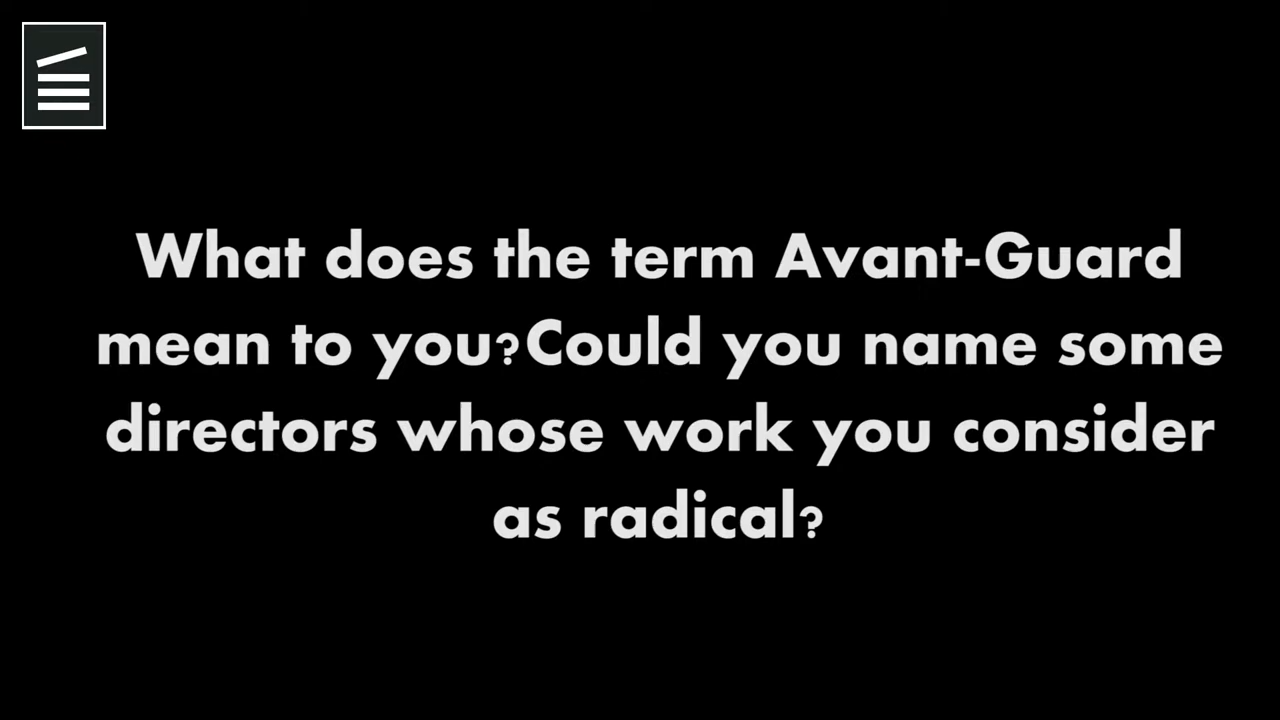 What does the term Avant-Guard
mean to you?Could you name some
directors whose work you consider
as radical?